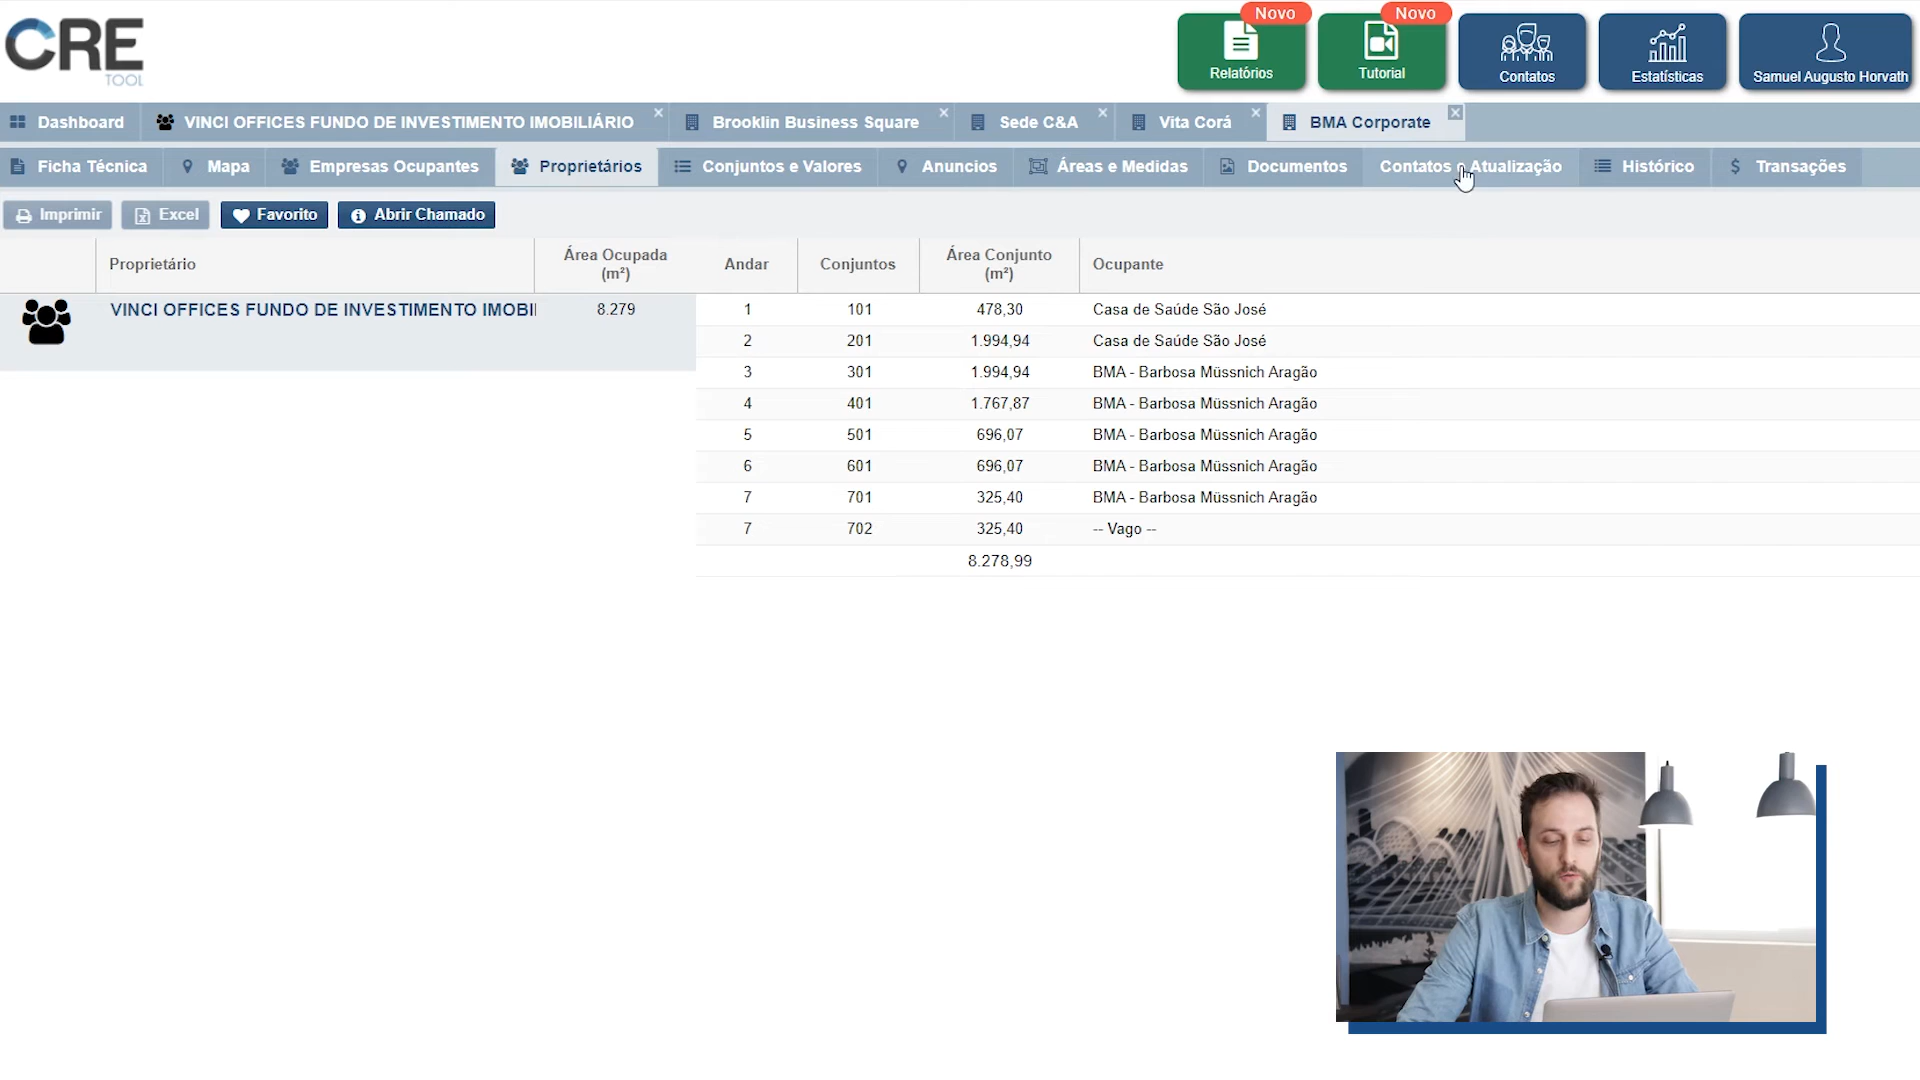 CRE
TOOL
Novo
Novo
Relatórios
Tutorial
Contatos
Estatísticas
Samuel Augusto Horvath
Dashboard
VINCI OFFICES FUNDO DE INVESTIMENTO IMOBILIÁRIO
Brooklin Business Square
Sede C&A
Vita Corá
BMA Corporate
Ficha Técnica
Mapa
Empresas Ocupantes
Proprietários
Conjuntos e Valores
Anuncios
Áreas e Medidas
Documentos
Contatos e Atualização
Histórico
Transações
Imprimir
Excel
Favorito
Abrir Chamado
Proprietário
Área Ocupada
(m²)
Andar
Conjuntos
Área Conjunto
(m²)
Ocupante
VINCI OFFICES FUNDO DE INVESTIMENTO IMOBI
8.279
1 101 478,30 Casa de Saúde São José
2 201 1.994,94 Casa de Saúde São José
3 301 1.994,94 BMA - Barbosa Müssnich Aragão
4 401 1.767,87 BMA - Barbosa Müssnich Aragão
5 501 696,07 BMA - Barbosa Müssnich Aragão
6 601 696,07 BMA - Barbosa Müssnich Aragão
7 701 325,40 BMA - Barbosa Müssnich Aragão
7 702 325,40 -- Vago --
8.278,99